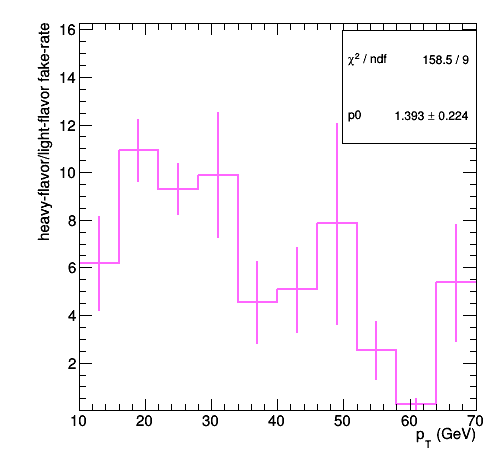 heavy-flavor/light-flavor fake-rate
16
14
12
10
8
6
4
2
χ² / ndf 158.5 / 9
p0 1.393 ± 0.224
10 20 30 40 50 60 70
p_T (GeV)